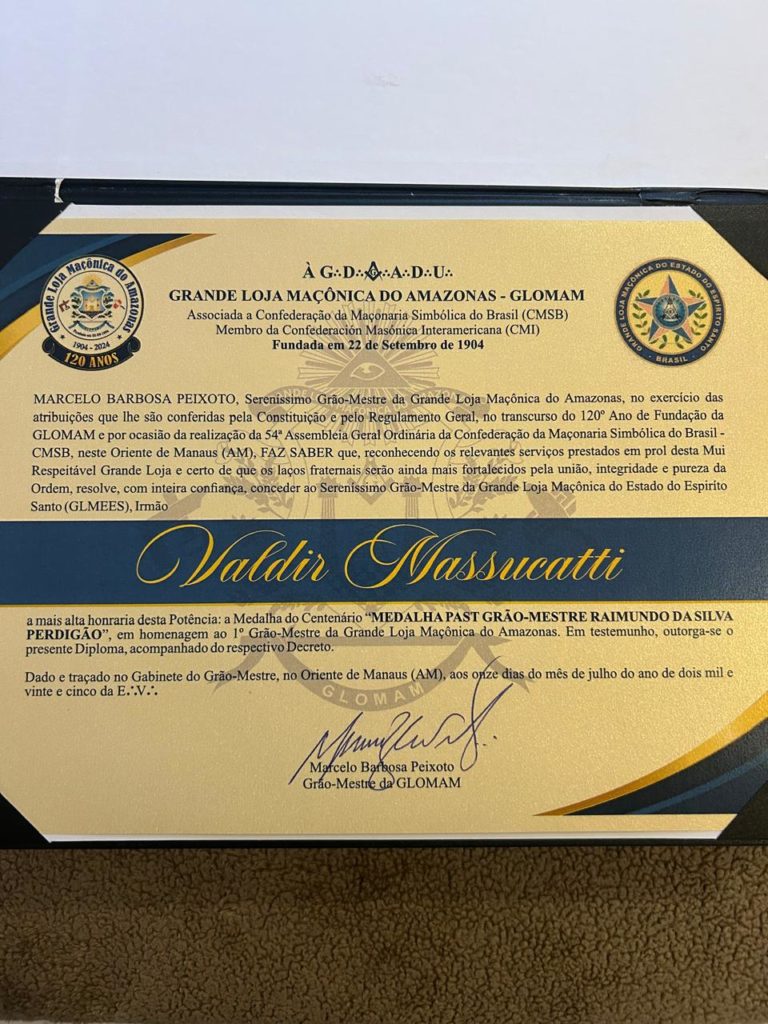 À G∴D∴G∴A∴D∴U∴
GRANDE LOJA MAÇÔNICA DO AMAZONAS - GLOMAM
Associada a Confederação da Maçonaria Simbólica do Brasil (CMSB)
Membro da Confederación Masónica Interamericana (CMI)
Fundada em 22 de Setembro de 1904
Grande Loja Maçônica do Amazonas
1904 - 2024
120 ANOS
GRANDE LOJA MAÇÔNICA DO ESTADO DO ESPIRITO SANTO
- BRASIL -
MARCELO BARBOSA PEIXOTO, Sereníssimo Grão-Mestre da Grande Loja Maçônica do Amazonas, no exercício das
atribuições que lhe são conferidas pela Constituição e pelo Regulamento Geral, no transcurso do 120º Ano de Fundação da
GLOMAM e por ocasião da realização da 54ª Assembleia Geral Ordinária da Confederação da Maçonaria Simbólica do Brasil -
CMSB, neste Oriente de Manaus (AM), FAZ SABER que, reconhecendo os relevantes serviços prestados em prol desta Mui
Respeitável Grande Loja e certo de que os laços fraternais serão ainda mais fortalecidos pela união, integridade e pureza da
Ordem, resolve, com inteira confiança, conceder ao Sereníssimo Grão-Mestre da Grande Loja Maçônica do Estado do Espirito
Santo (GLMEES), Irmão
Valdir Massucatti
a mais alta honraria desta Potência: a Medalha do Centenário “MEDALHA PAST GRÃO-MESTRE RAIMUNDO DA SILVA
PERDIGÃO”, em homenagem ao 1º Grão-Mestre da Grande Loja Maçônica do Amazonas. Em testemunho, outorga-se o
presente Diploma, acompanhado do respectivo Decreto.
Dado e traçado no Gabinete do Grão-Mestre, no Oriente de Manaus (AM), aos onze dias do mês de julho do ano de dois mil e
vinte e cinco da E∴V∴
GLOMAM
Marcelo Barbosa Peixoto
Grão-Mestre da GLOMAM